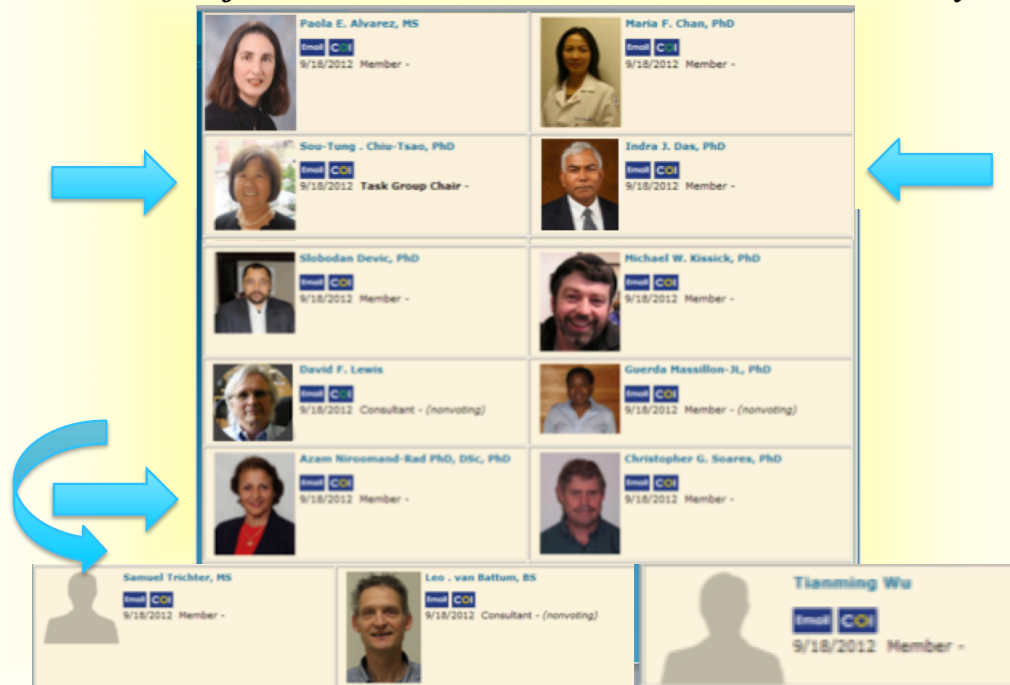 Paola E. Alvarez, MS
Email COI
9/18/2012 Member -
Maria F. Chan, PhD
Email COI
9/18/2012 Member -
Sou-Tung . Chiu-Tsao, PhD
Email COI
9/18/2012 Task Group Chair -
Indra J. Das, PhD
Email COI
9/18/2012 Member -
Slobodan Devic, PhD
Email COI
9/18/2012 Member -
Michael W. Kissick, PhD
Email COI
9/18/2012 Member -
David F. Lewis
Email COI
9/18/2012 Consultant - (nonvoting)
Guerda Massillon-JL, PhD
Email COI
9/18/2012 Member - (nonvoting)
Azam Niroomand-Rad PhD, DSc, PhD
Email COI
9/18/2012 Member -
Christopher G. Soares, PhD
Email COI
9/18/2012 Member -
Samuel Trichter, MS
Email COI
9/18/2012 Member -
Leo . van Battum, BS
Email COI
9/18/2012 Consultant - (nonvoting)
Tianming Wu
Email COI
9/18/2012 Member -